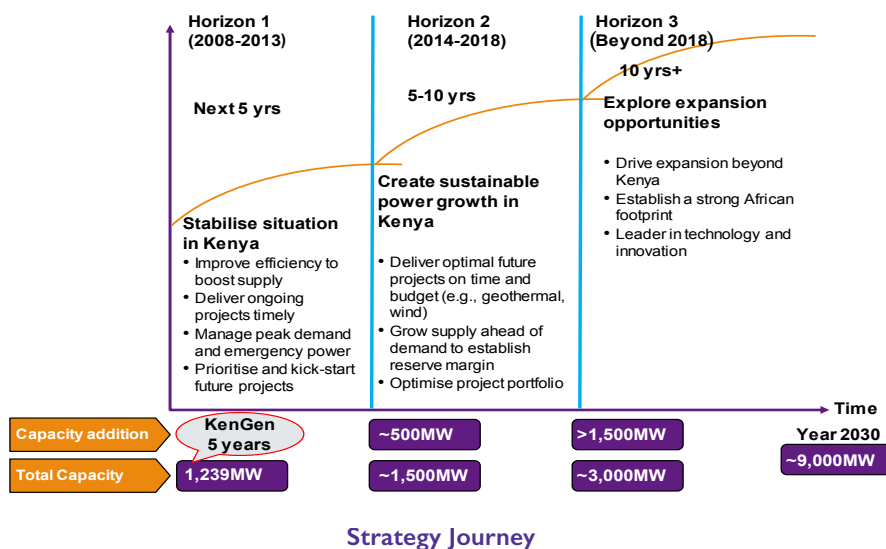 Horizon 1
(2008-2013)
Next 5 yrs
Stabilise situation
in Kenya
• Improve efficiency to
boost supply
• Deliver ongoing
projects timely
• Manage peak demand
and emergency power
• Prioritise and kick-start
future projects
Horizon 2
(2014-2018)
5-10 yrs
Create sustainable
power growth in
Kenya
• Deliver optimal future
projects on time and
budget (e.g., geothermal,
wind)
• Grow supply ahead of
demand to establish
reserve margin
• Optimise project portfolio
Horizon 3
(Beyond 2018)
10 yrs+
Explore expansion
opportunities
• Drive expansion beyond
Kenya
• Establish a strong African
footprint
• Leader in technology and
innovation
Time
Capacity addition
KenGen
5 years
~500MW
>1,500MW
Year 2030
~9,000MW
Total Capacity
1,239MW
~1,500MW
~3,000MW
Strategy Journey